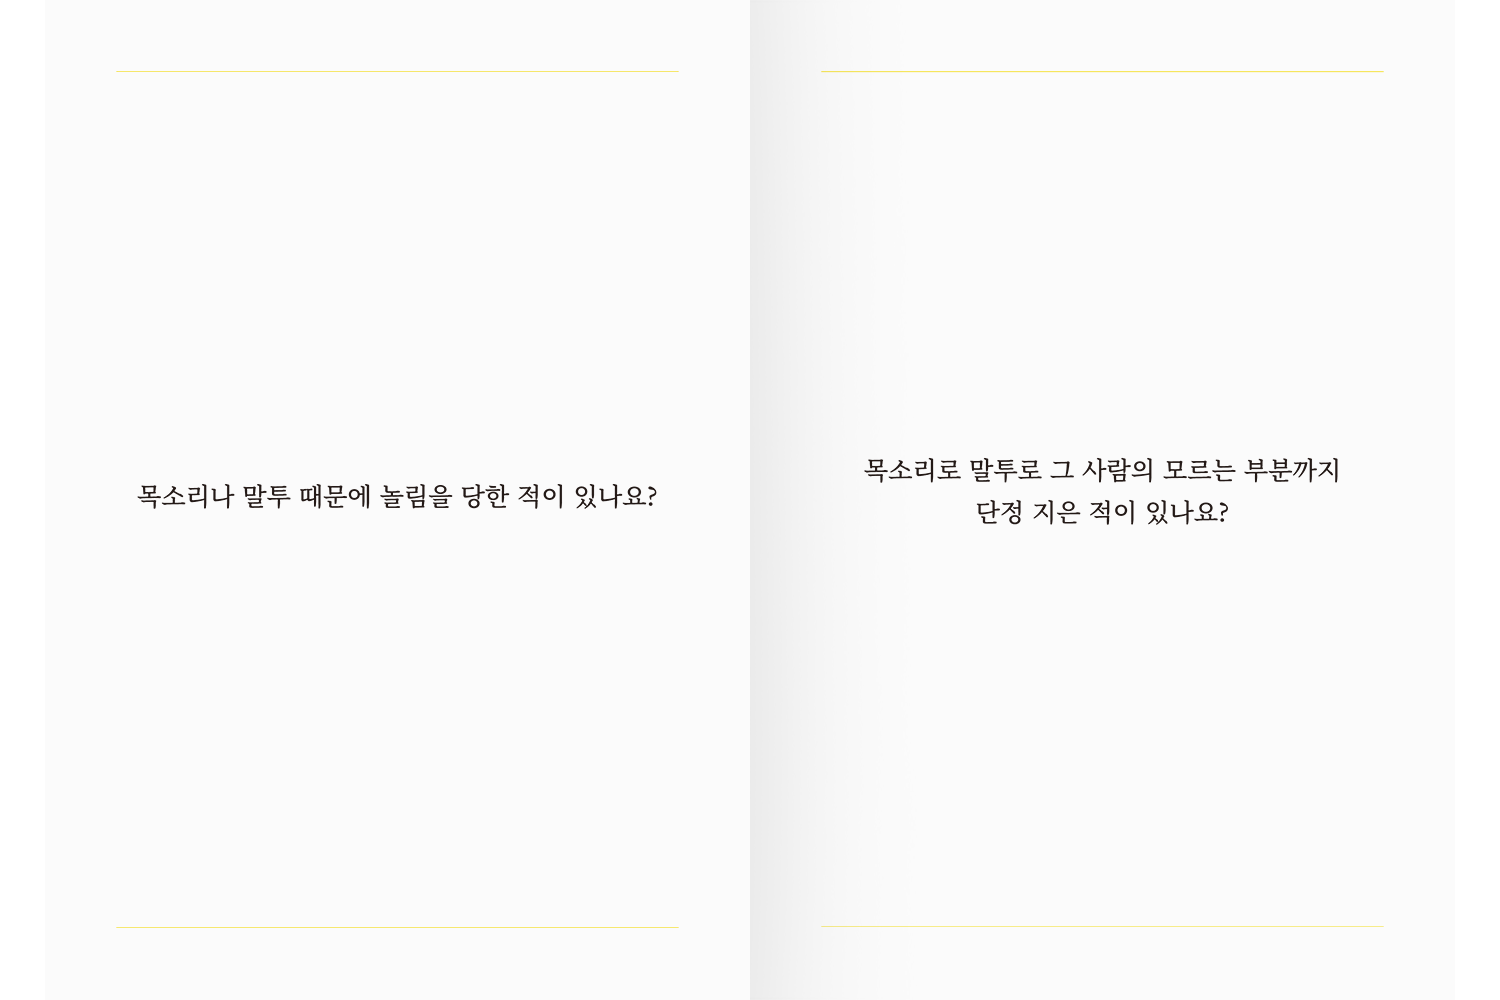 목소리나 말투 때문에 놀림을 당한 적이 있나요?
목소리로 말투로 그 사람의 모르는 부분까지
단정 지은 적이 있나요?